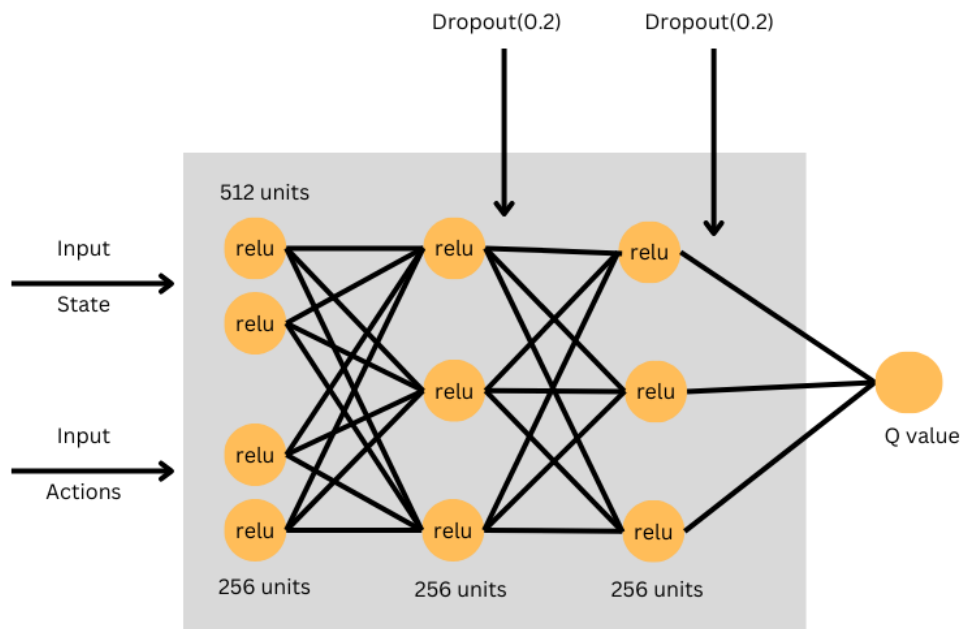 Dropout(0.2)
Dropout(0.2)
512 units
Input
State
relu
relu
relu
relu
relu
relu
relu
relu
Input
relu
Actions
relu
relu
relu
Q value
256 units
256 units
256 units